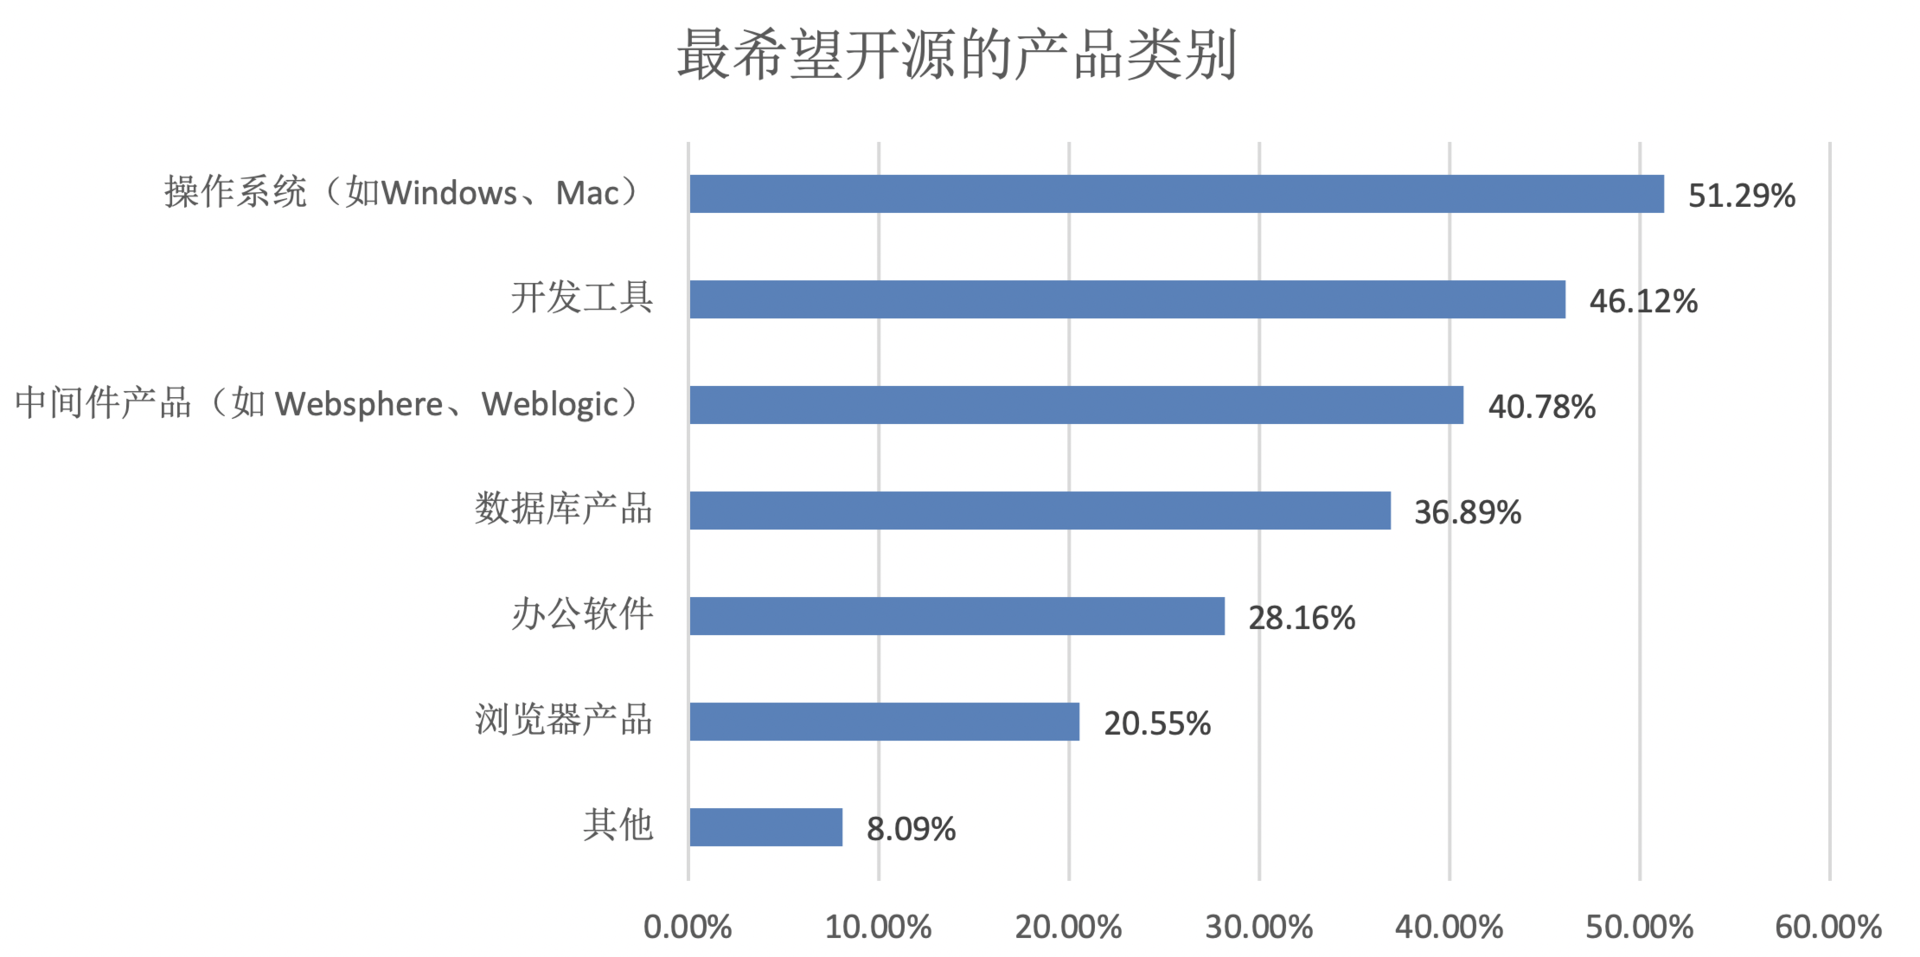 最希望开源的产品类别
操作系统（如Windows、Mac） 51.29%
开发工具 46.12%
中间件产品（如 Websphere、Weblogic） 40.78%
数据库产品 36.89%
办公软件 28.16%
浏览器产品 20.55%
其他 8.09%
0.00% 10.00% 20.00% 30.00% 40.00% 50.00% 60.00%